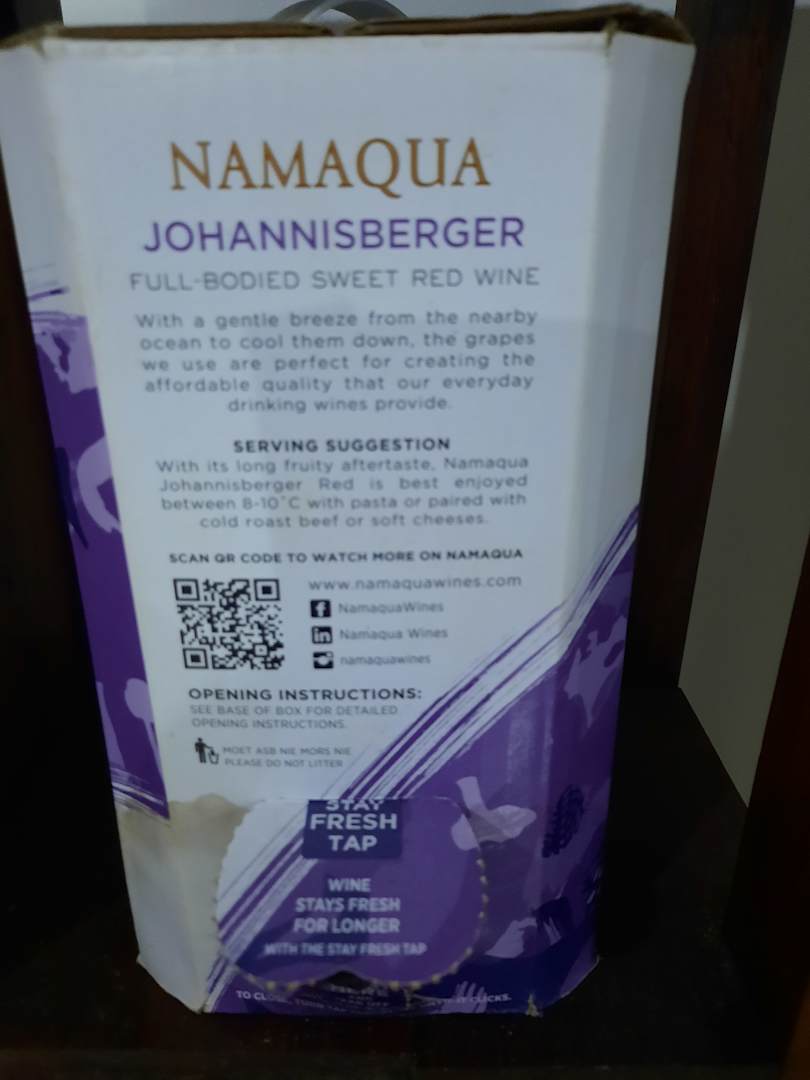 NAMAQUA
JOHANNISBERGER
FULL-BODIED SWEET RED WINE
With a gentle breeze from the nearby
ocean to cool them down, the grapes
we use are perfect for creating the
affordable quality that our everyday
drinking wines provide.
SERVING SUGGESTION
With its long fruity aftertaste, Namaqua
Johannisberger Red is best enjoyed
between 8-10°C with pasta or paired with
cold roast beef or soft cheeses.
SCAN QR CODE TO WATCH MORE ON NAMAQUA
www.namaquawines.com
NamaquaWines
Namaqua Wines
namaquawines
OPENING INSTRUCTIONS:
SEE BASE OF BOX FOR DETAILED
OPENING INSTRUCTIONS.
MOET ASB NIE MORS NIE
PLEASE DO NOT LITTER
STAY
FRESH
TAP
WINE
STAYS FRESH
FOR LONGER
WITH THE STAY FRESH TAP
TO CLICKS.